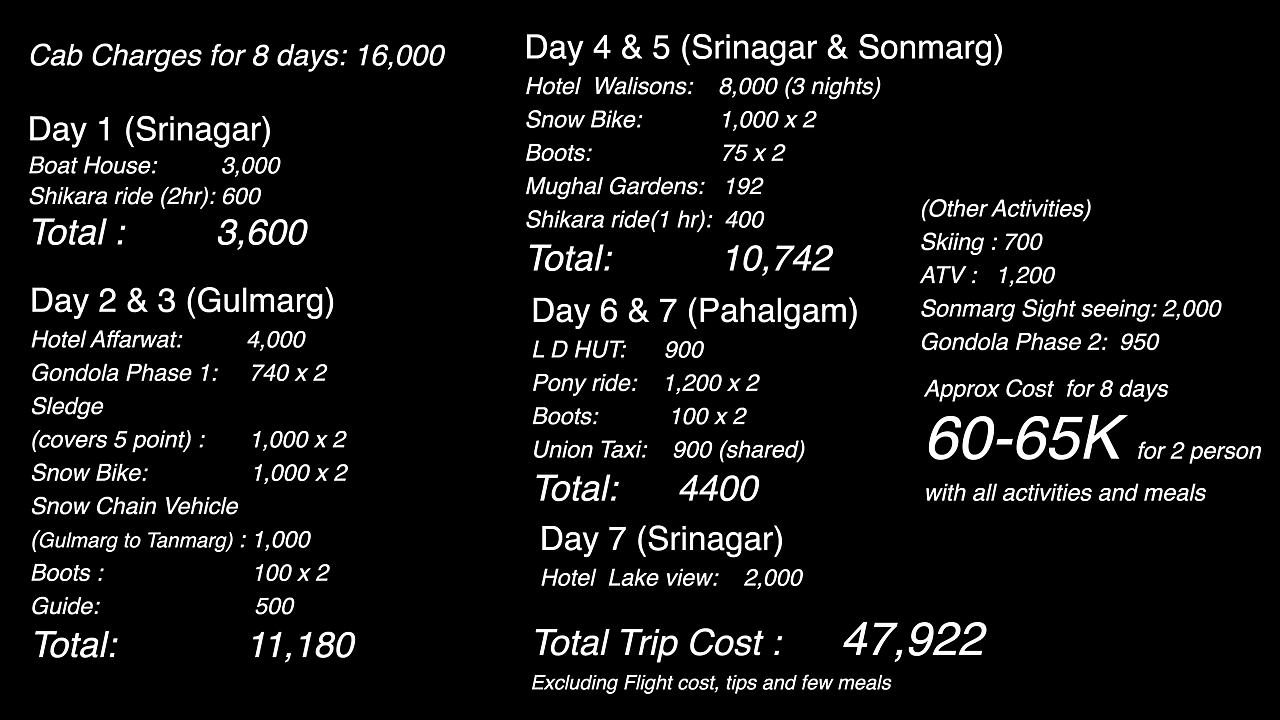 Cab Charges for 8 days: 16,000
Day 1 (Srinagar)
Boat House: 3,000
Shikara ride (2hr): 600
Total : 3,600
Day 2 & 3 (Gulmarg)
Hotel Affarwat: 4,000
Gondola Phase 1: 740 x 2
Sledge
(covers 5 point) : 1,000 x 2
Snow Bike: 1,000 x 2
Snow Chain Vehicle
(Gulmarg to Tanmarg) : 1,000
Boots : 100 x 2
Guide: 500
Total: 11,180
Day 4 & 5 (Srinagar & Sonmarg)
Hotel Walisons: 8,000 (3 nights)
Snow Bike: 1,000 x 2
Boots: 75 x 2
Mughal Gardens: 192
Shikara ride(1 hr): 400
Total: 10,742
Day 6 & 7 (Pahalgam)
L D HUT: 900
Pony ride: 1,200 x 2
Boots: 100 x 2
Union Taxi: 900 (shared)
Total: 4400
Day 7 (Srinagar)
Hotel Lake view: 2,000
Total Trip Cost : 47,922
Excluding Flight cost, tips and few meals
(Other Activities)
Skiing : 700
ATV : 1,200
Sonmarg Sight seeing: 2,000
Gondola Phase 2: 950
Approx Cost for 8 days
60-65K for 2 person
with all activities and meals